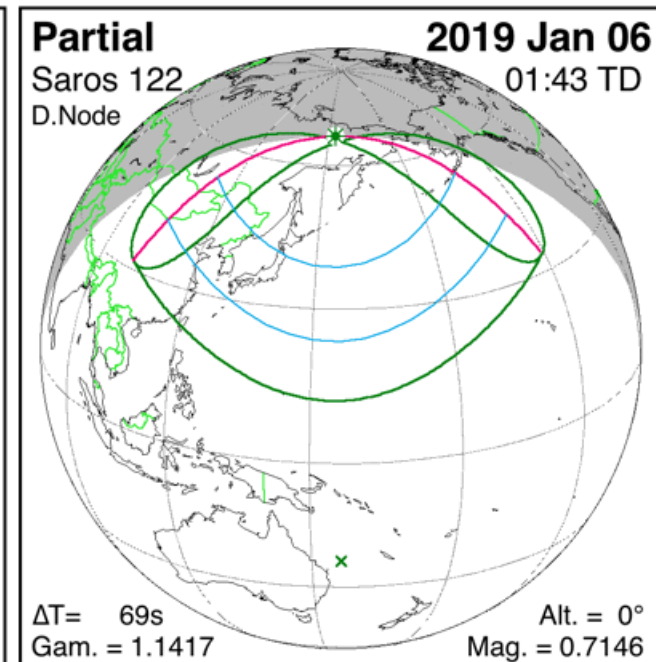 Partial
2019 Jan 06
Saros 122
01:43 TD
D.Node
ΔT= 69s
Alt. = 0°
Gam. = 1.1417
Mag. = 0.7146